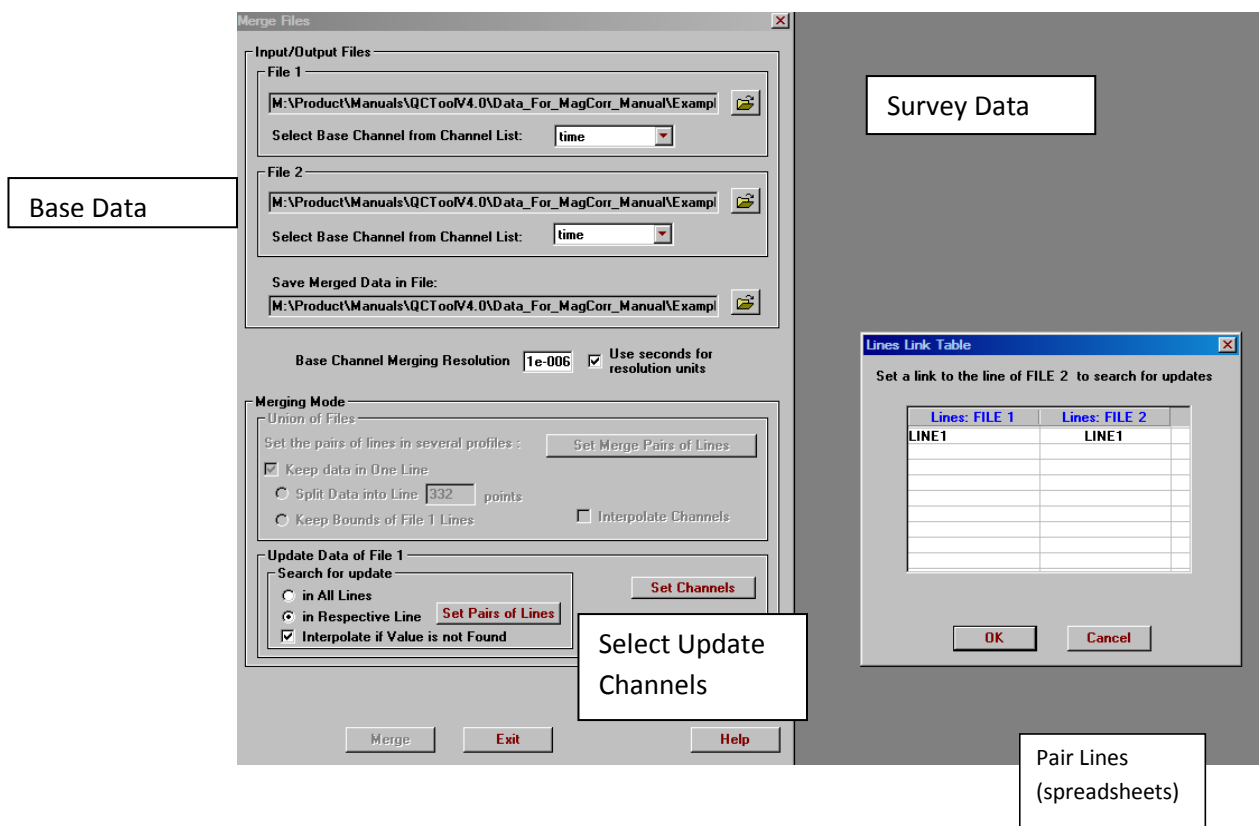 Merge Files
Input/Output Files
File 1
M:\Product\Manuals\QCToolV4.0\Data_For_MagCorr_Manual\Exampl
Select Base Channel from Channel List: time
File 2
M:\Product\Manuals\QCToolV4.0\Data_For_MagCorr_Manual\Exampl
Select Base Channel from Channel List: time
Save Merged Data in File:
M:\Product\Manuals\QCToolV4.0\Data_For_MagCorr_Manual\Exampl
Base Channel Merging Resolution 1e-006 Use seconds for
resolution units
Merging Mode
Union of Files
Set the pairs of lines in several profiles : Set Merge Pairs of Lines
Keep data in One Line
Split Data into Line 332 points
Keep Bounds of File 1 Lines Interpolate Channels
Update Data of File 1
Search for update
in All Lines
in Respective Line Set Pairs of Lines
Interpolate if Value is not Found
Set Channels
Merge Exit Help
Base Data
Survey Data
Select Update
Channels
Lines Link Table
Set a link to the line of FILE 2 to search for updates
Lines: FILE 1 Lines: FILE 2
LINE1 LINE1
OK Cancel
Pair Lines
(spreadsheets)